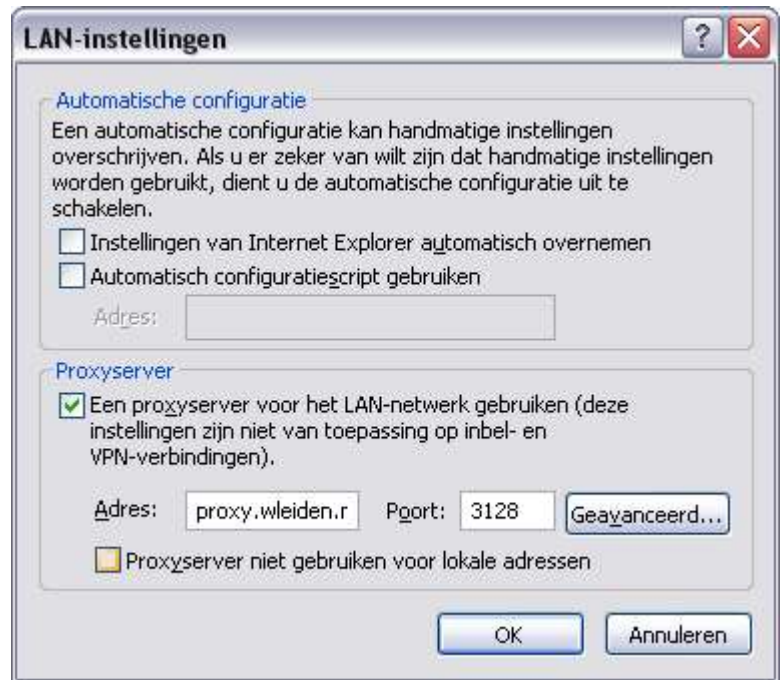 LAN-instellingen
Automatische configuratie
Een automatische configuratie kan handmatige instellingen
overschrijven. Als u er zeker van wilt zijn dat handmatige instellingen
worden gebruikt, dient u de automatische configuratie uit te
schakelen.
Instellingen van Internet Explorer automatisch overnemen
Automatisch configuratiescript gebruiken
Adres:
Proxyserver
Een proxyserver voor het LAN-netwerk gebruiken (deze
instellingen zijn niet van toepassing op inbel- en
VPN-verbindingen).
Adres: proxy.wleiden.r Poort: 3128 Geavanceerd...
Proxyserver niet gebruiken voor lokale adressen
OK Annuleren